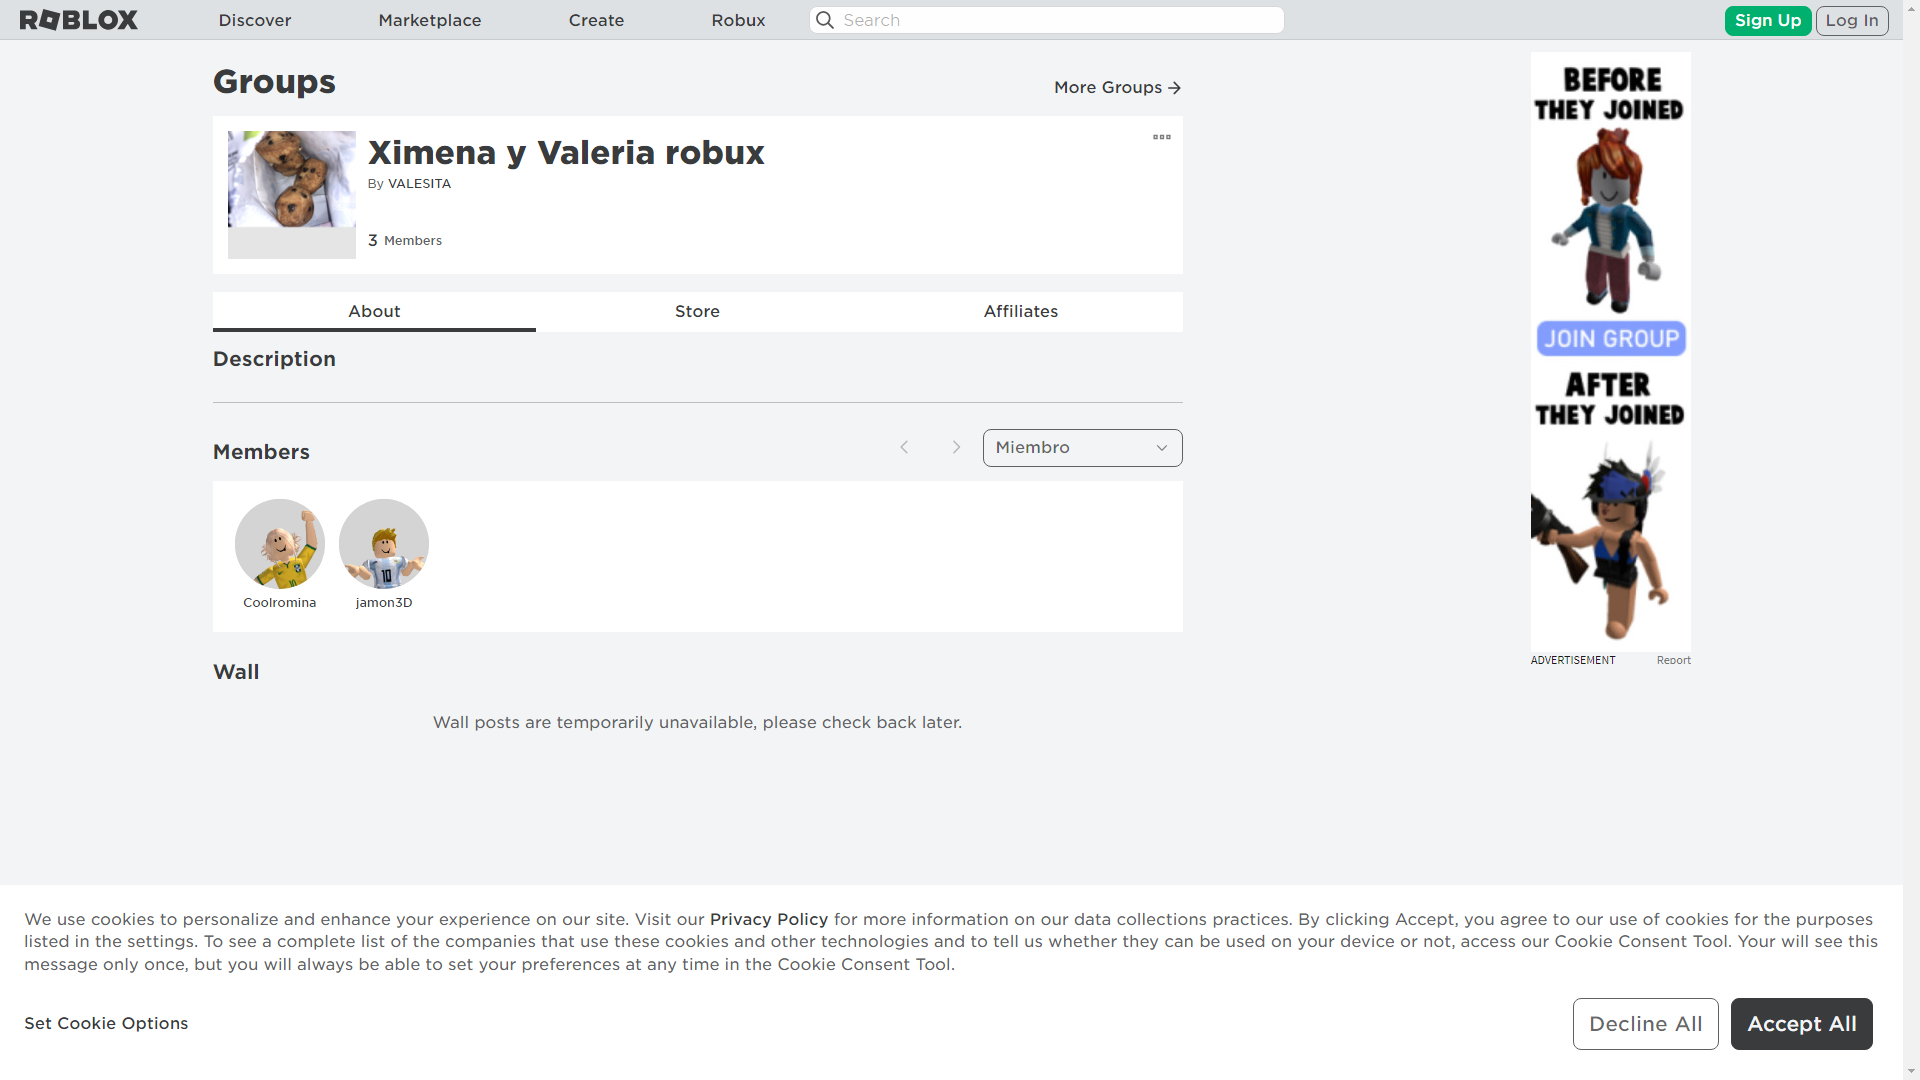 ROBLOX
Discover
Marketplace
Create
Robux
Search
Sign Up
Log In
Groups
More Groups
Ximena y Valeria robux
By VALESITA
3 Members
About
Store
Affiliates
Description
Members
Miembro
Coolromina
jamon3D
Wall
Wall posts are temporarily unavailable, please check back later.
BEFORE
THEY JOINED
JOIN GROUP
AFTER
THEY JOINED
10
ADVERTISEMENT
Report
We use cookies to personalize and enhance your experience on our site. Visit our Privacy Policy for more information on our data collections practices. By clicking Accept, you agree to our use of cookies for the purposes
listed in the settings. To see a complete list of the companies that use these cookies and other technologies and to tell us whether they can be used on your device or not, access our Cookie Consent Tool. Your will see this
message only once, but you will always be able to set your preferences at any time in the Cookie Consent Tool.
Set Cookie Options
Decline All
Accept All